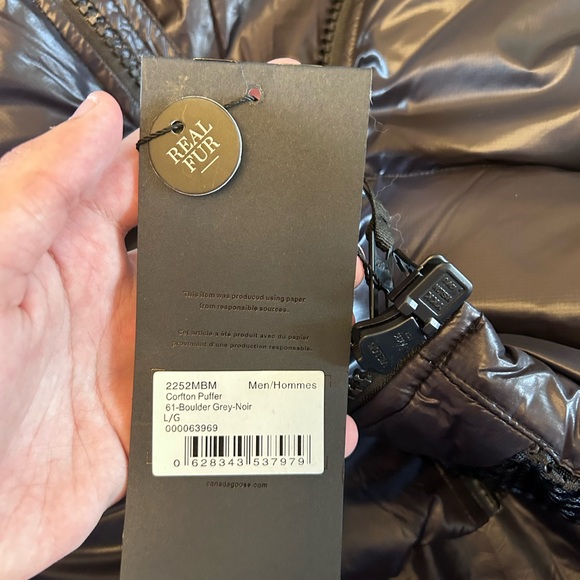 REAL
FUR
This item was produced using paper
from responsible sources.
Cet article a été produit avec du papier
provenant d'une production responsable.
2252MBM Men/Hommes
Corfton Puffer
61-Boulder Grey-Noir
L/G
000063969
0 628343 537979
canadagoose.com